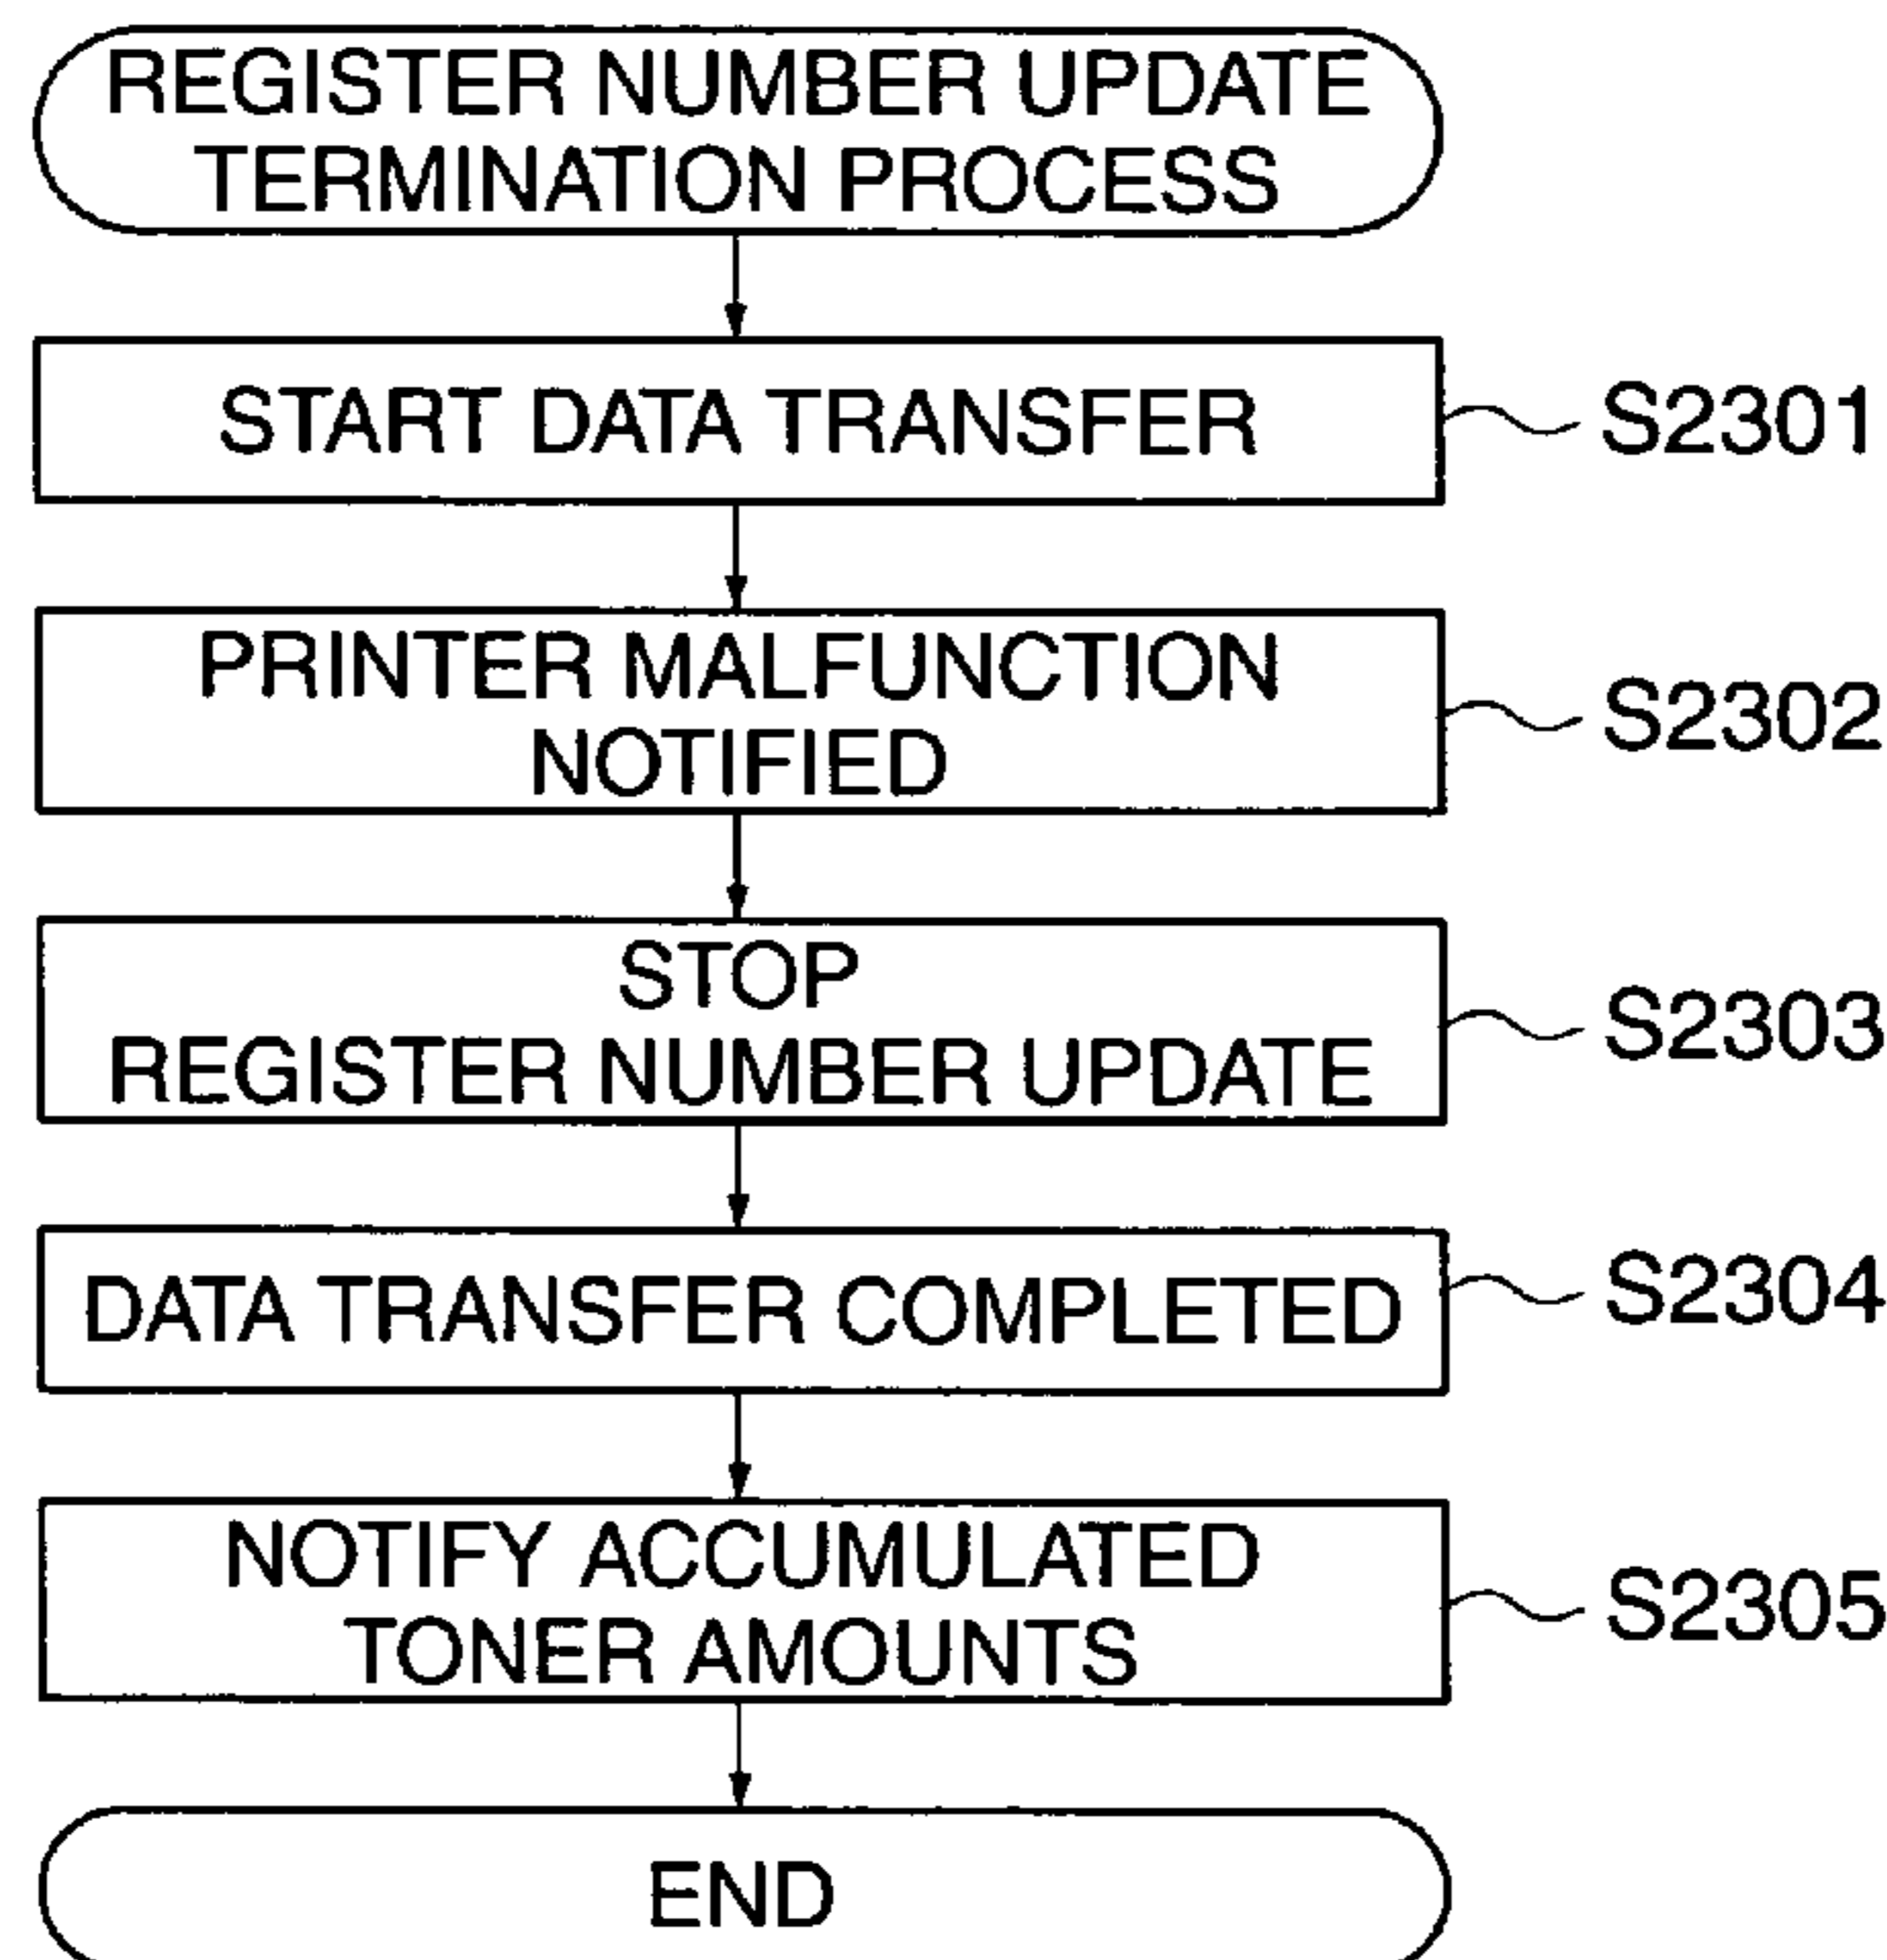 REGISTER NUMBER UPDATE
TERMINATION PROCESS
START DATA TRANSFER
S2301
PRINTER MALFUNCTION
NOTIFIED
S2302
STOP
REGISTER NUMBER UPDATE
S2303
DATA TRANSFER COMPLETED
S2304
NOTIFY ACCUMULATED
TONER AMOUNTS
S2305
END